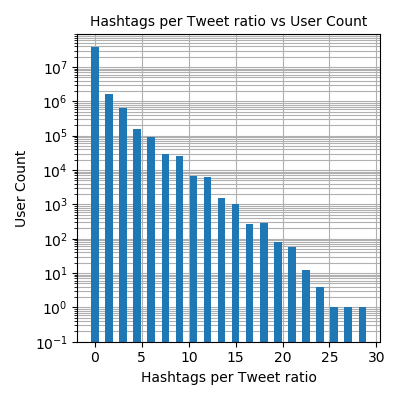 Hashtags per Tweet ratio vs User Count
User Count
10⁷
10⁶
10⁵
10⁴
10³
10²
10¹
10⁰
10⁻¹
0 5 10 15 20 25 30
Hashtags per Tweet ratio